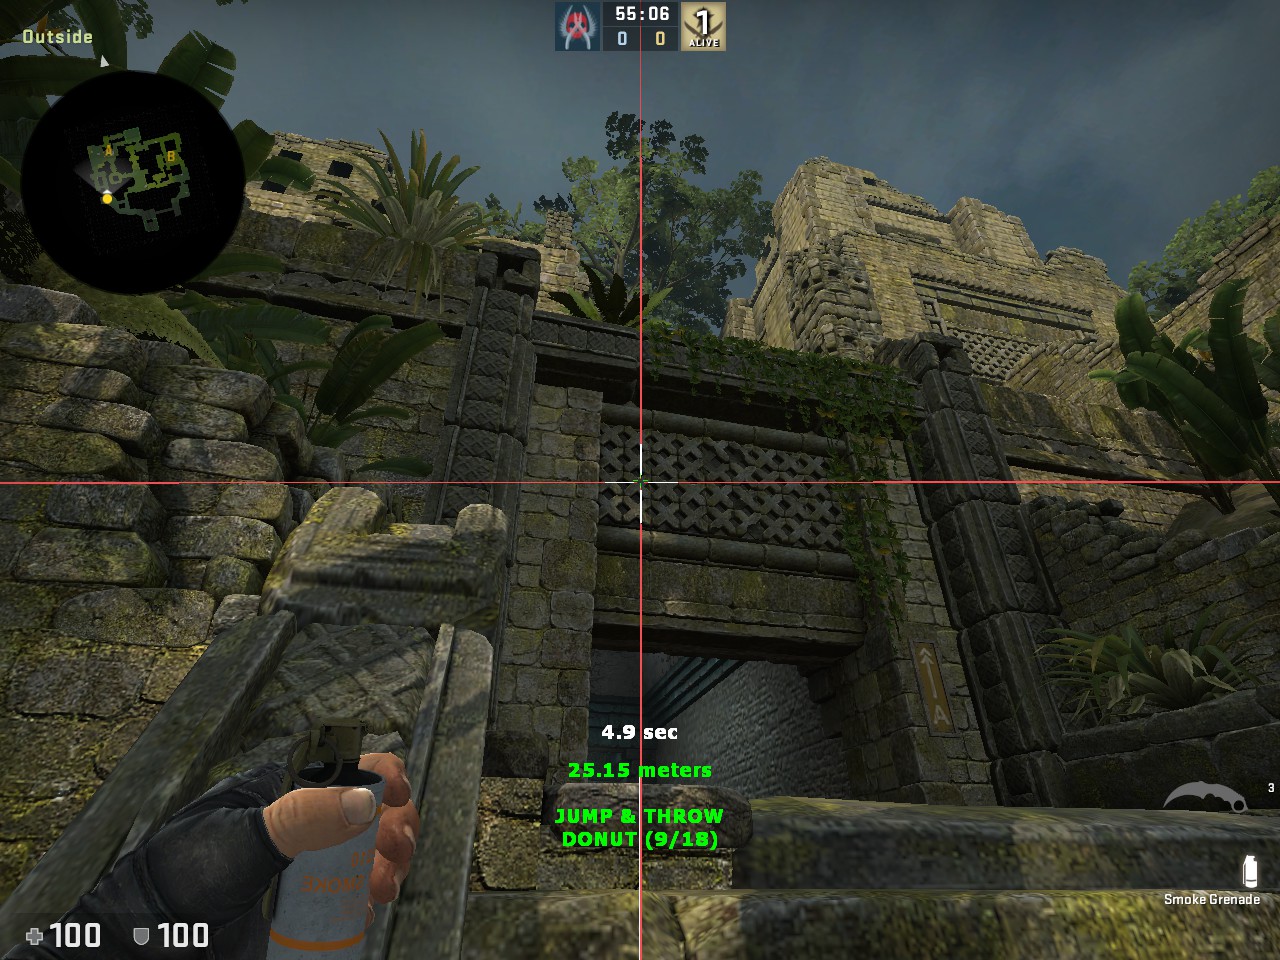 Outside
55:06
0 0
1
ALIVE
A
B
A
4.9 sec
25.15 meters
JUMP & THROW
DONUT (9/18)
3
Smoke Grenade
100 100